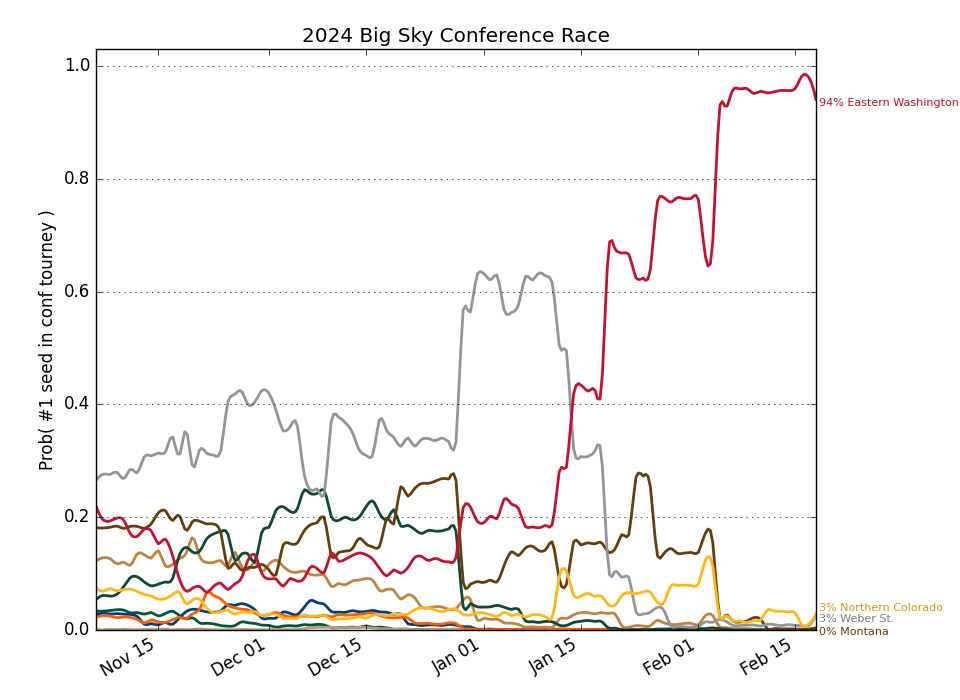 2024 Big Sky Conference Race
Prob( #1 seed in conf tourney )
1.0
0.8
0.6
0.4
0.2
0.0
94% Eastern Washington
3% Northern Colorado
3% Weber St.
0% Montana
Nov 15
Dec 01
Dec 15
Jan 01
Jan 15
Feb 01
Feb 15